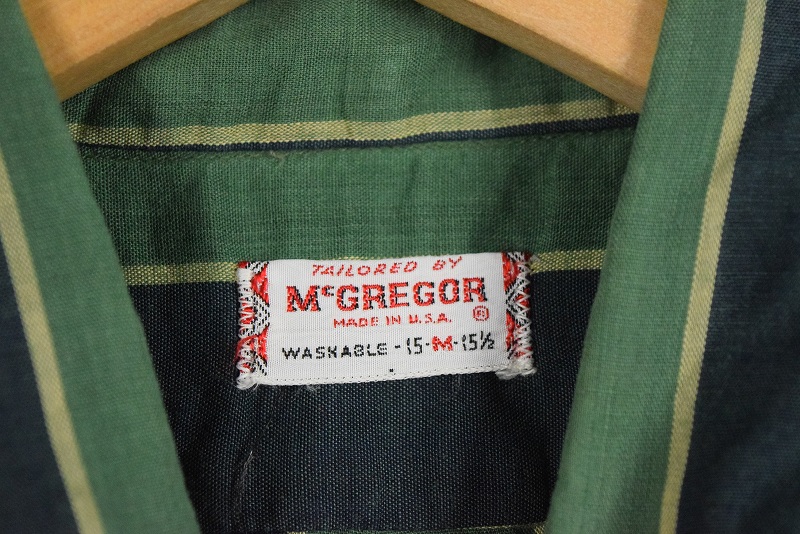 TAILORED BY
McGREGOR
MADE IN U.S.A. ®
WASHABLE - 15-M-15½